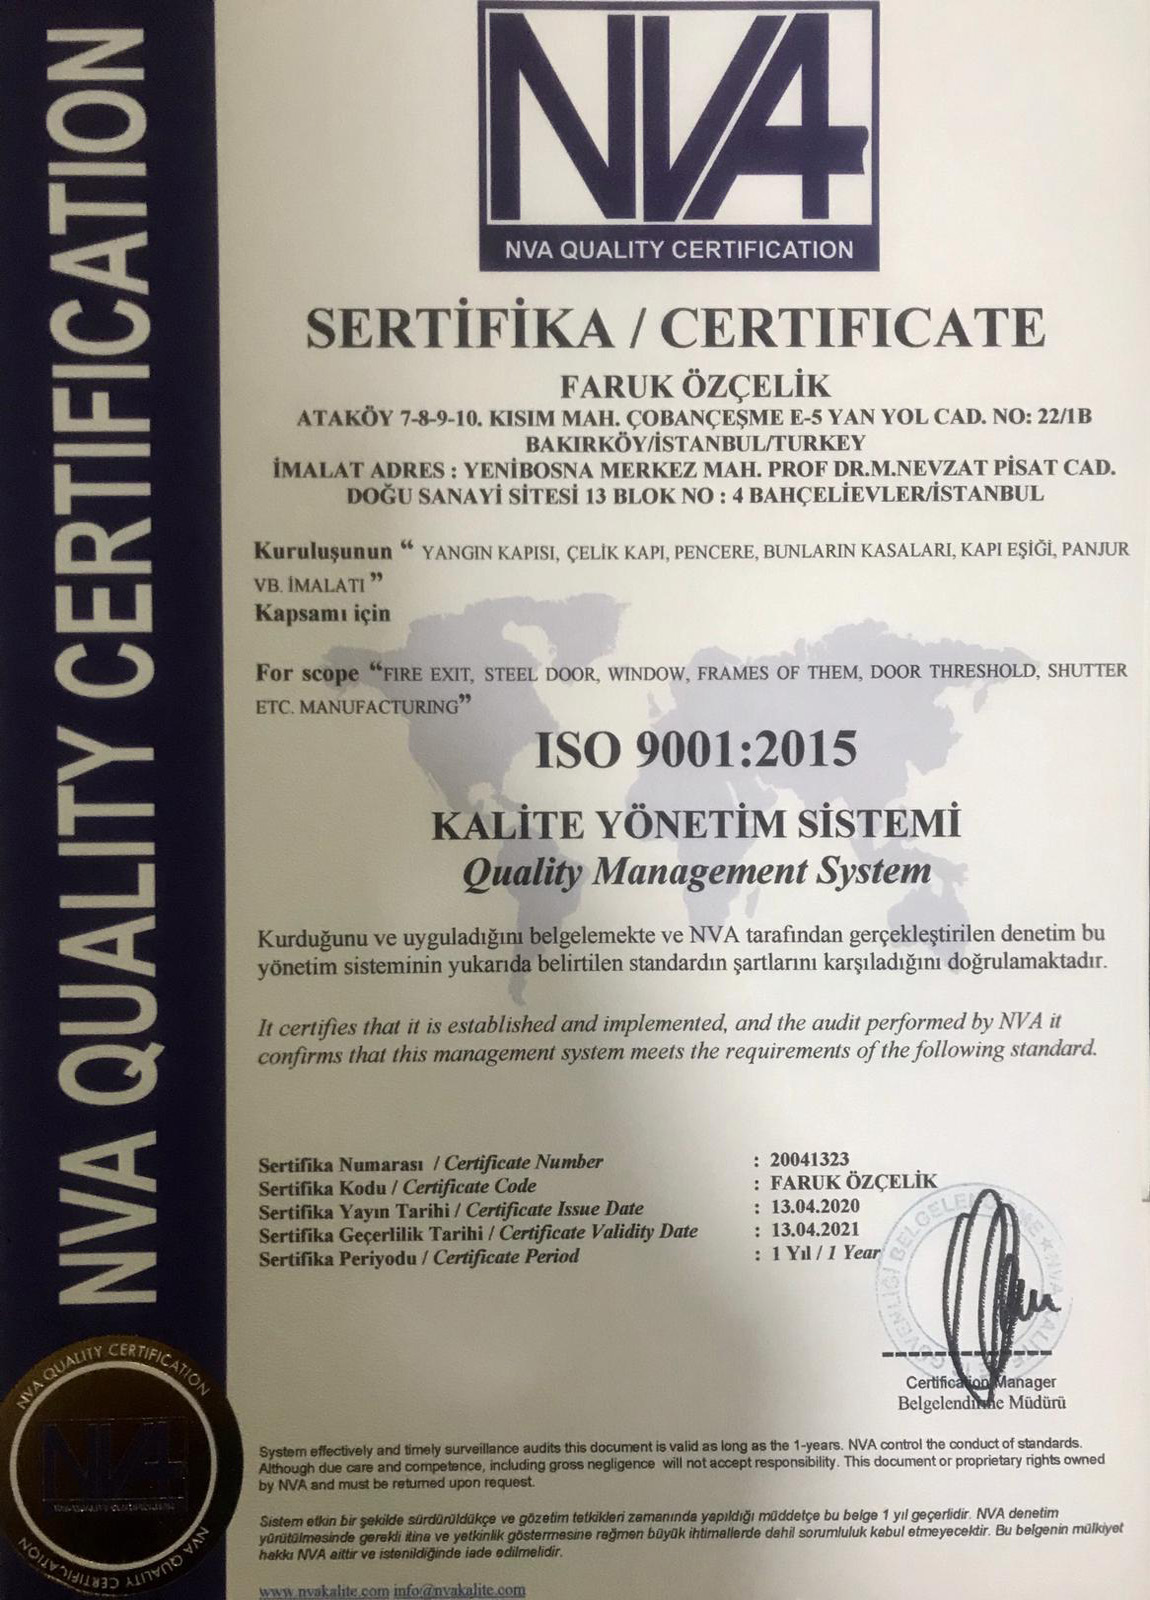 NVA QUALITY CERTIFICATION
NVA
NVA QUALITY CERTIFICATION
SERTİFİKA / CERTIFICATE
FARUK ÖZÇELİK
ATAKÖY 7-8-9-10. KISIM MAH. ÇOBANÇEŞME E-5 YAN YOL CAD. NO: 22/1B
BAKIRKÖY/İSTANBUL/TURKEY
İMALAT ADRES : YENİBOSNA MERKEZ MAH. PROF DR.M.NEVZAT PİSAT CAD.
DOĞU SANAYİ SİTESİ 13 BLOK NO : 4 BAHÇELİEVLER/İSTANBUL
Kuruluşunun “ YANGIN KAPISI, ÇELİK KAPI, PENCERE, BUNLARIN KASALARI, KAPI EŞİĞİ, PANJUR
VB. İMALATI ”
Kapsamı için
For scope “FIRE EXIT, STEEL DOOR, WINDOW, FRAMES OF THEM, DOOR THRESHOLD, SHUTTER
ETC. MANUFACTURING”
ISO 9001:2015
KALİTE YÖNETİM SİSTEMİ
Quality Management System
Kurduğunu ve uyguladığını belgelemekte ve NVA tarafından gerçekleştirilen denetim bu
yönetim sisteminin yukarıda belirtilen standardın şartlarını karşıladığını doğrulamaktadır.
It certifies that it is established and implemented, and the audit performed by NVA it
confirms that this management system meets the requirements of the following standard.
Sertifika Numarası / Certificate Number : 20041323
Sertifika Kodu / Certificate Code : FARUK ÖZÇELİK
Sertifika Yayın Tarihi / Certificate Issue Date : 13.04.2020
Sertifika Geçerlilik Tarihi / Certificate Validity Date : 13.04.2021
Sertifika Periyodu / Certificate Period : 1 Yıl / 1 Year
Certification Manager
Belgelendirme Müdürü
NVA QUALITY CERTIFICATION
NVA
NVA QUALITY CERTIFICATION
NVA QUALITY CERTIFICATION
System effectively and timely surveillance audits this document is valid as long as the 1-years. NVA control the conduct of standards.
Although due care and competence, including gross negligence will not accept responsibility. This document or proprietary rights owned
by NVA and must be returned upon request.
Sistem etkin bir şekilde sürdürüldükçe ve gözetim tetkikleri zamanında yapıldığı müddetçe bu belge 1 yıl geçerlidir. NVA denetim
yürütülmesinde gerekli itina ve yetkinlik göstermesine rağmen büyük ihtimallerde dahil sorumluluk kabul etmeyecektir. Bu belgenin mülkiyet
hakkı NVA aittir ve istenildiğinde iade edilmelidir.
www.nvakalite.com info@nvakalite.com